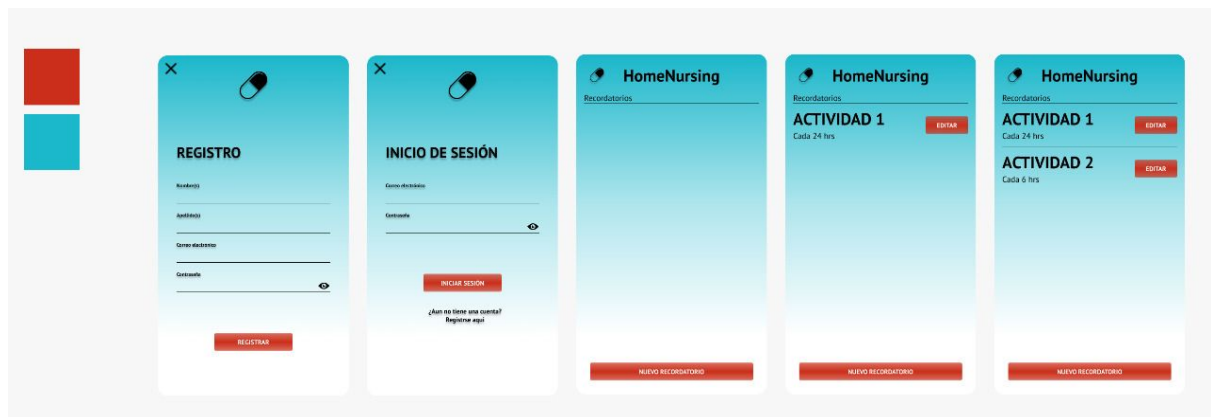 REGISTRO
Nombre(s)
Apellido(s)
Correo electrónico
Contraseña
REGISTRAR
INICIO DE SESIÓN
Correo electrónico
Contraseña
INICIAR SESIÓN
¿Aun no tiene una cuenta?
Registrse aquí
HomeNursing
Recordatorios
NUEVO RECORDATORIO
HomeNursing
Recordatorios
ACTIVIDAD 1
EDITAR
Cada 24 hrs
NUEVO RECORDATORIO
HomeNursing
Recordatorios
ACTIVIDAD 1
EDITAR
Cada 24 hrs
ACTIVIDAD 2
EDITAR
Cada 6 hrs
NUEVO RECORDATORIO